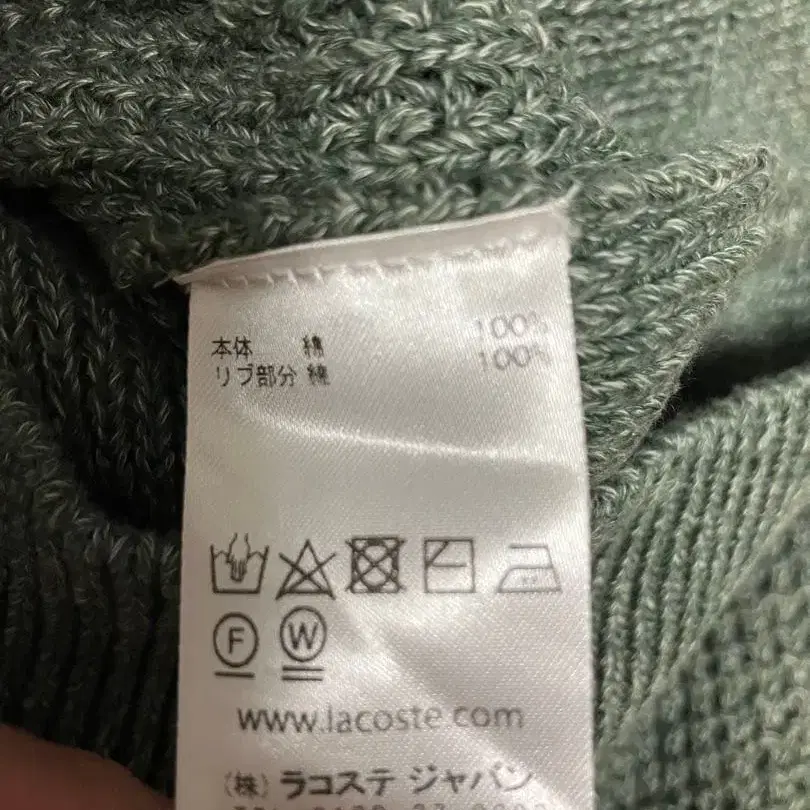 本体 綿 100%
リブ部分 綿 100%
F W
www.lacoste.com
(株) ラコステ ジャパン